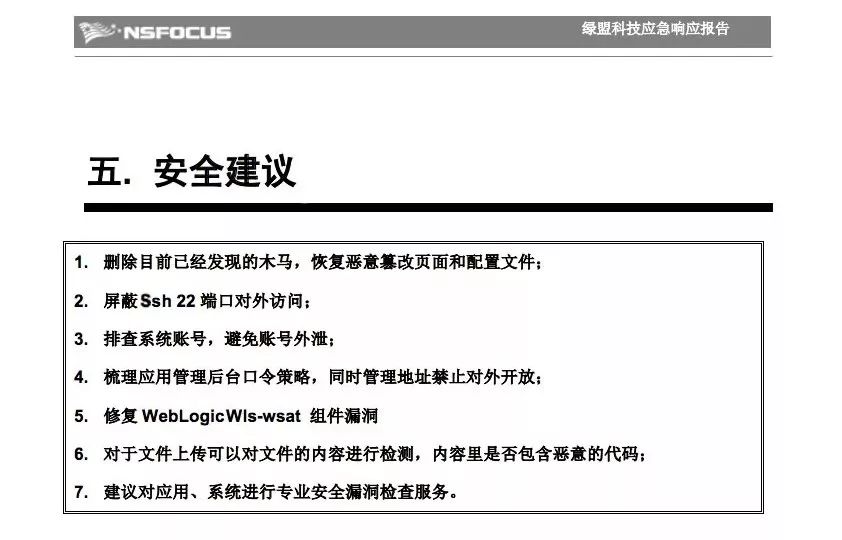 NSFOCUS
绿盟科技应急响应报告
五. 安全建议
1. 删除目前已经发现的木马，恢复恶意篡改页面和配置文件；
2. 屏蔽Ssh 22 端口对外访问；
3. 排查系统账号，避免账号外泄；
4. 梳理应用管理后台口令策略，同时管理地址禁止对外开放；
5. 修复 WebLogicWls-wsat 组件漏洞
6. 对于文件上传可以对文件的内容进行检测，内容里是否包含恶意的代码；
7. 建议对应用、系统进行专业安全漏洞检查服务。